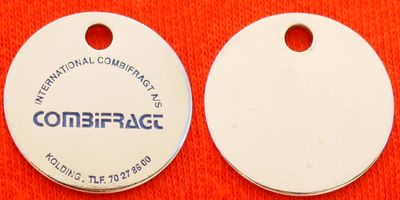 INTERNATIONAL COMBIFRAGT A/S
COMBiFRAGT
KOLDING. TLF. 70 27 86 00